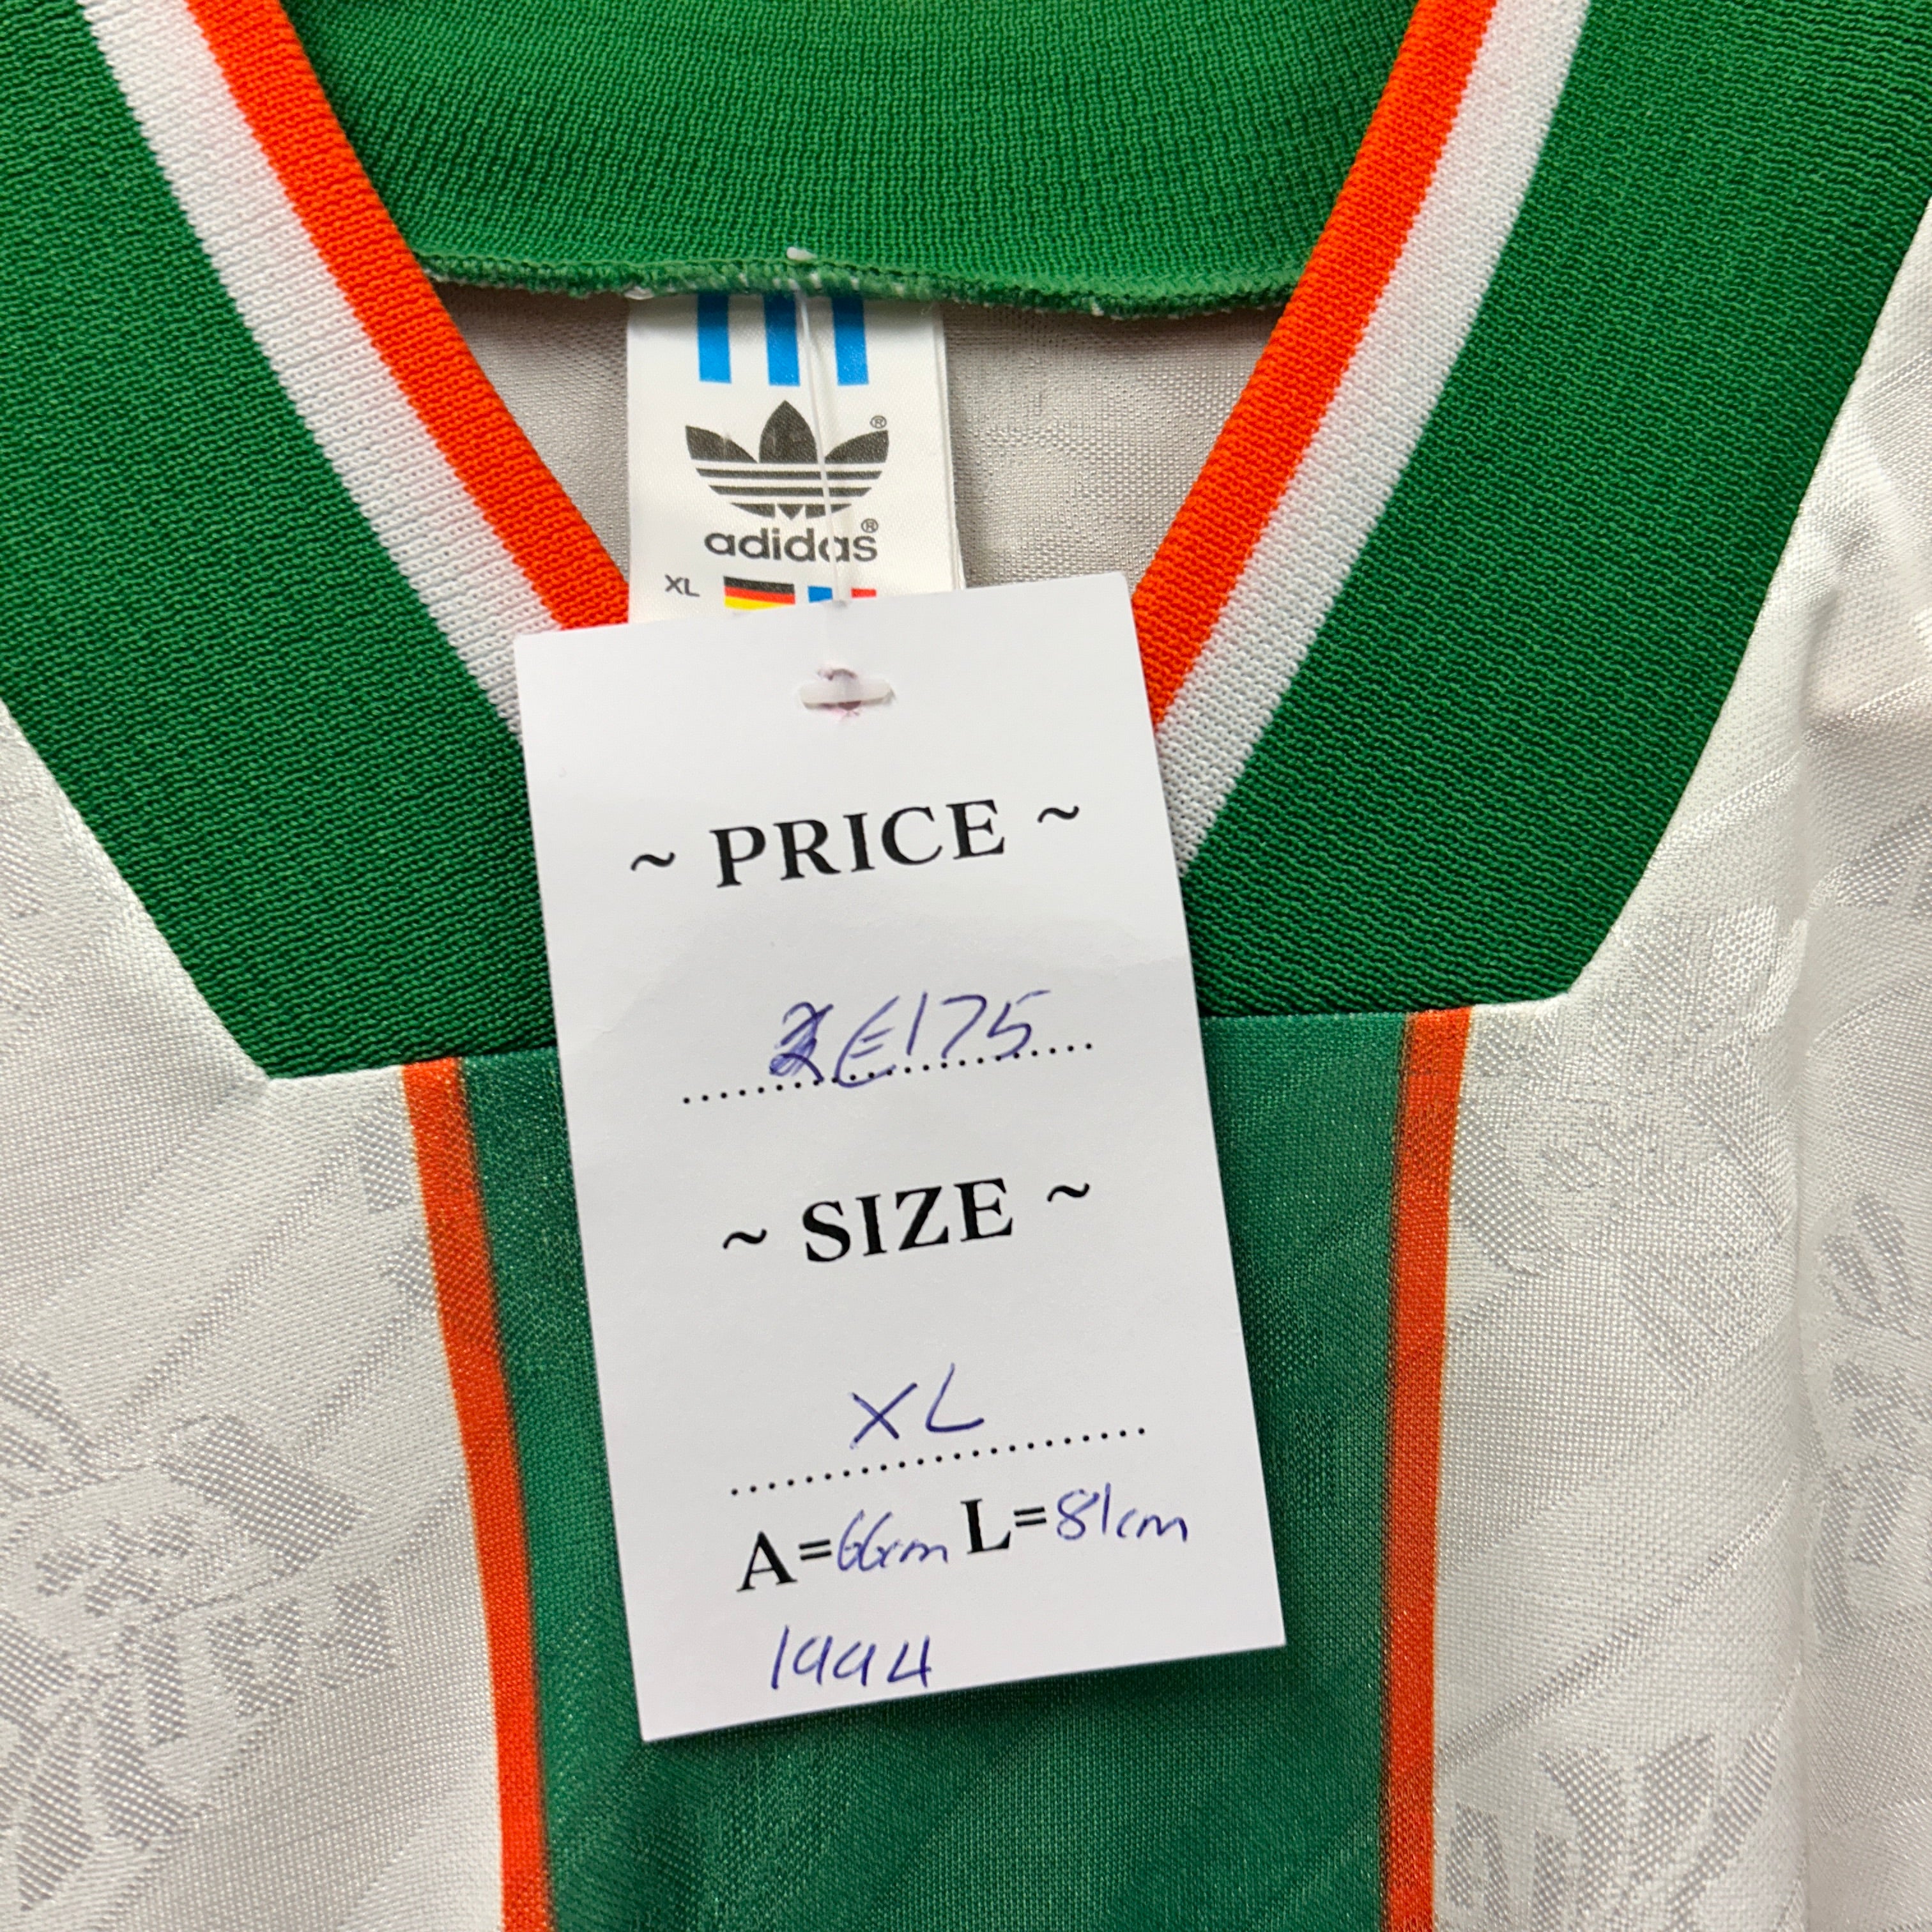 adidas®
XL
~ PRICE ~
€175
~ SIZE ~
XL
A=66cm L=81cm
1994